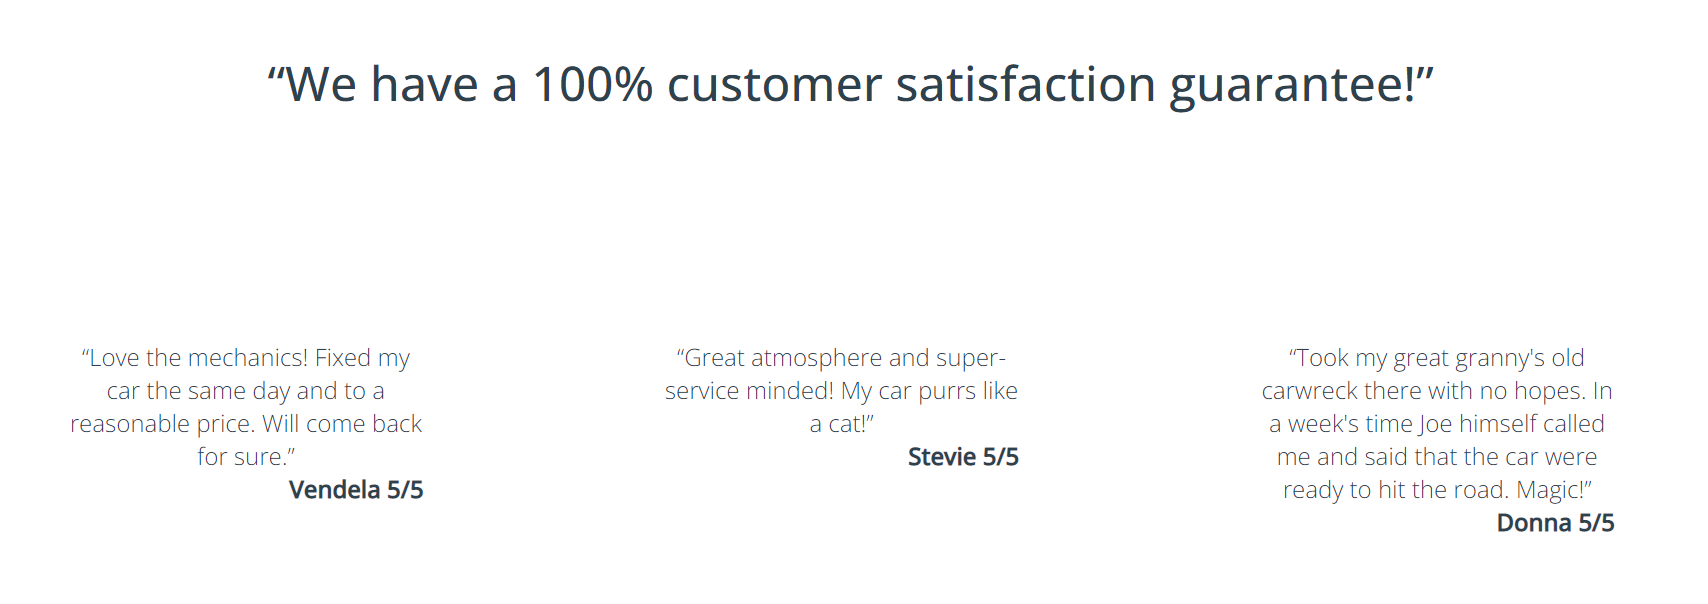 “We have a 100% customer satisfaction guarantee!”
“Love the mechanics! Fixed my
car the same day and to a
reasonable price. Will come back
for sure.”
Vendela 5/5
“Great atmosphere and super-
service minded! My car purrs like
a cat!”
Stevie 5/5
“Took my great granny's old
carwreck there with no hopes. In
a week's time Joe himself called
me and said that the car were
ready to hit the road. Magic!”
Donna 5/5